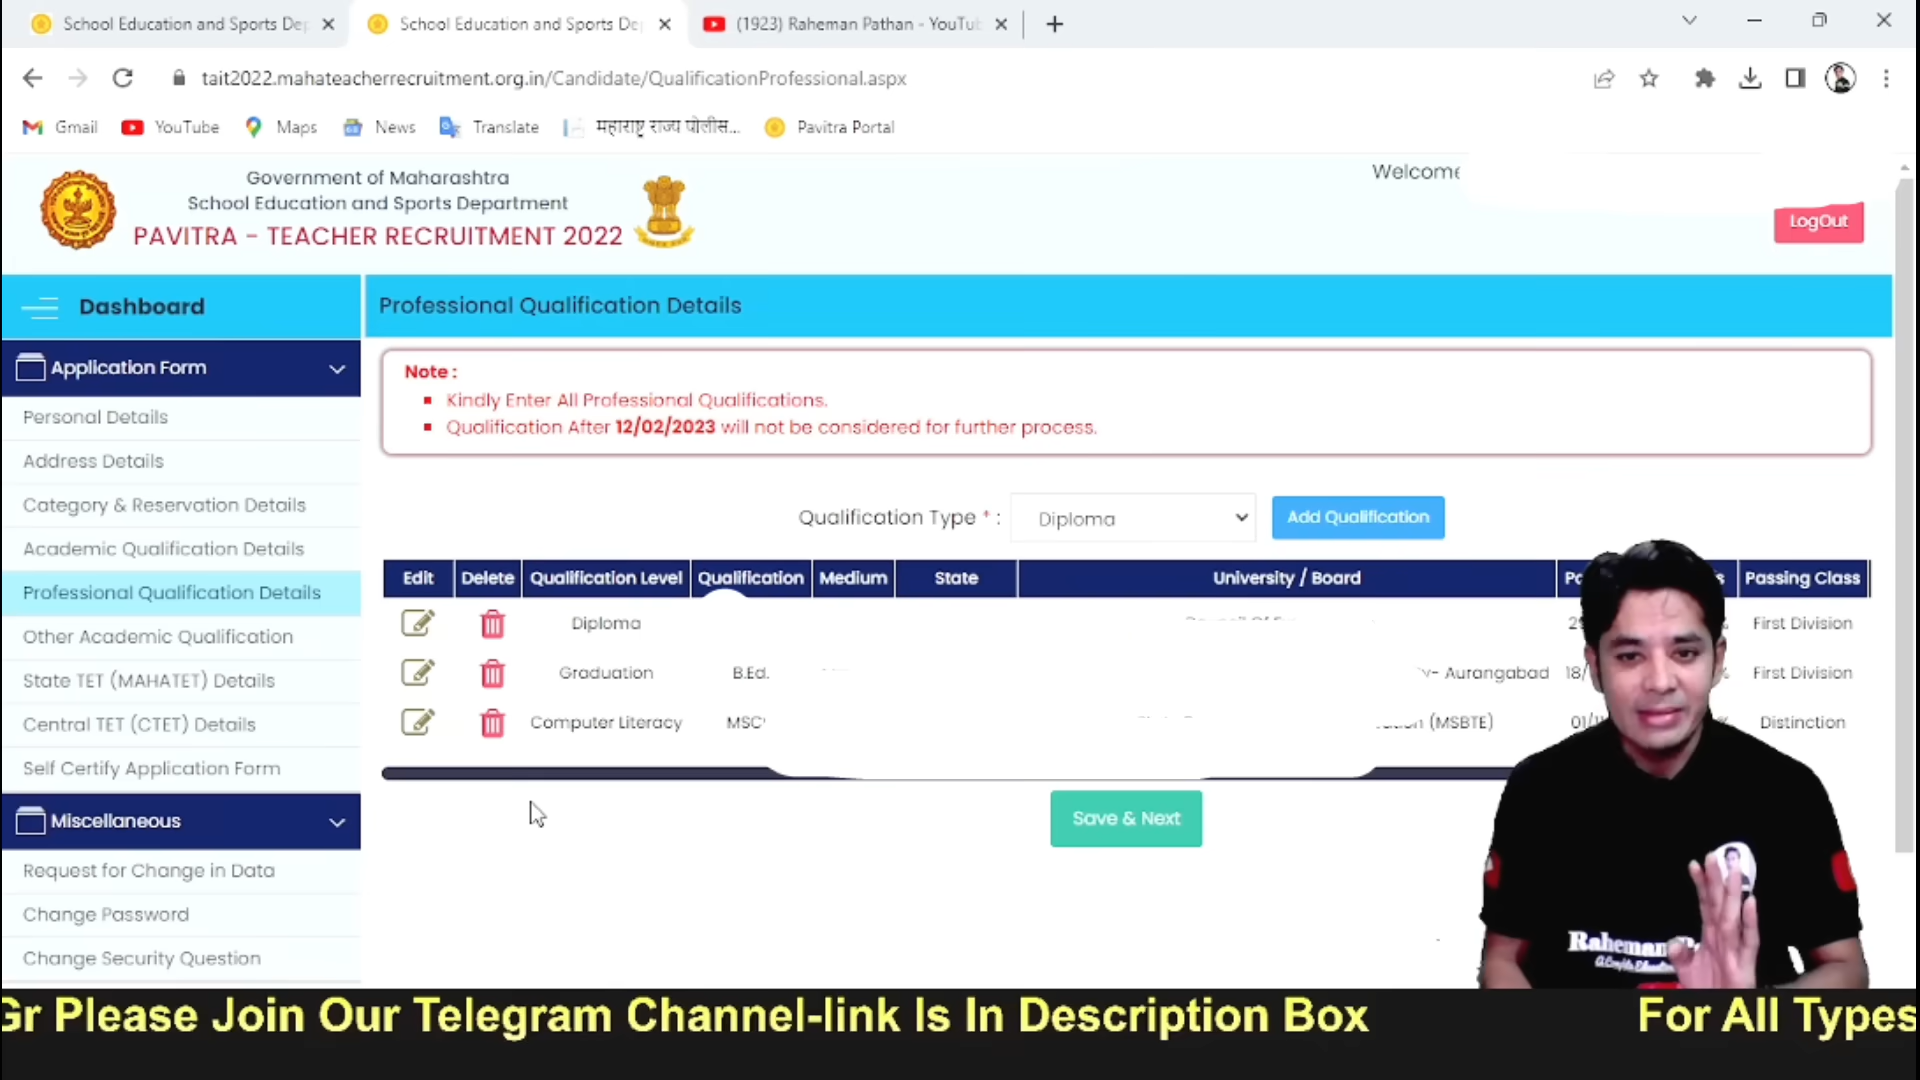 School Education and Sports De
School Education and Sports De
(1923) Raheman Pathan - YouTu
tait2022.mahateacherrecruitment.org.in/Candidate/QualificationProfessional.aspx
Gmail
YouTube
Maps
News
Translate
महाराष्ट्र राज्य पोलीस...
Pavitra Portal
Government of Maharashtra
School Education and Sports Department
PAVITRA - TEACHER RECRUITMENT 2022
Welcome
LogOut
Dashboard
Professional Qualification Details
Application Form
Personal Details
Address Details
Category & Reservation Details
Academic Qualification Details
Professional Qualification Details
Other Academic Qualification
State TET (MAHATET) Details
Central TET (CTET) Details
Self Certify Application Form
Miscellaneous
Request for Change in Data
Change Password
Change Security Question
Note :
Kindly Enter All Professional Qualifications.
Qualification After 12/02/2023 will not be considered for further process.
Qualification Type * : Diploma Add Qualification
Edit Delete Qualification Level Qualification Medium State University / Board Passing Class
Diploma First Division
Graduation B.Ed. - Aurangabad 18/ First Division
Computer Literacy (MSBTE) 01/ Distinction
Save & Next
Raheman
Gr Please Join Our Telegram Channel-link Is In Description Box For All Types